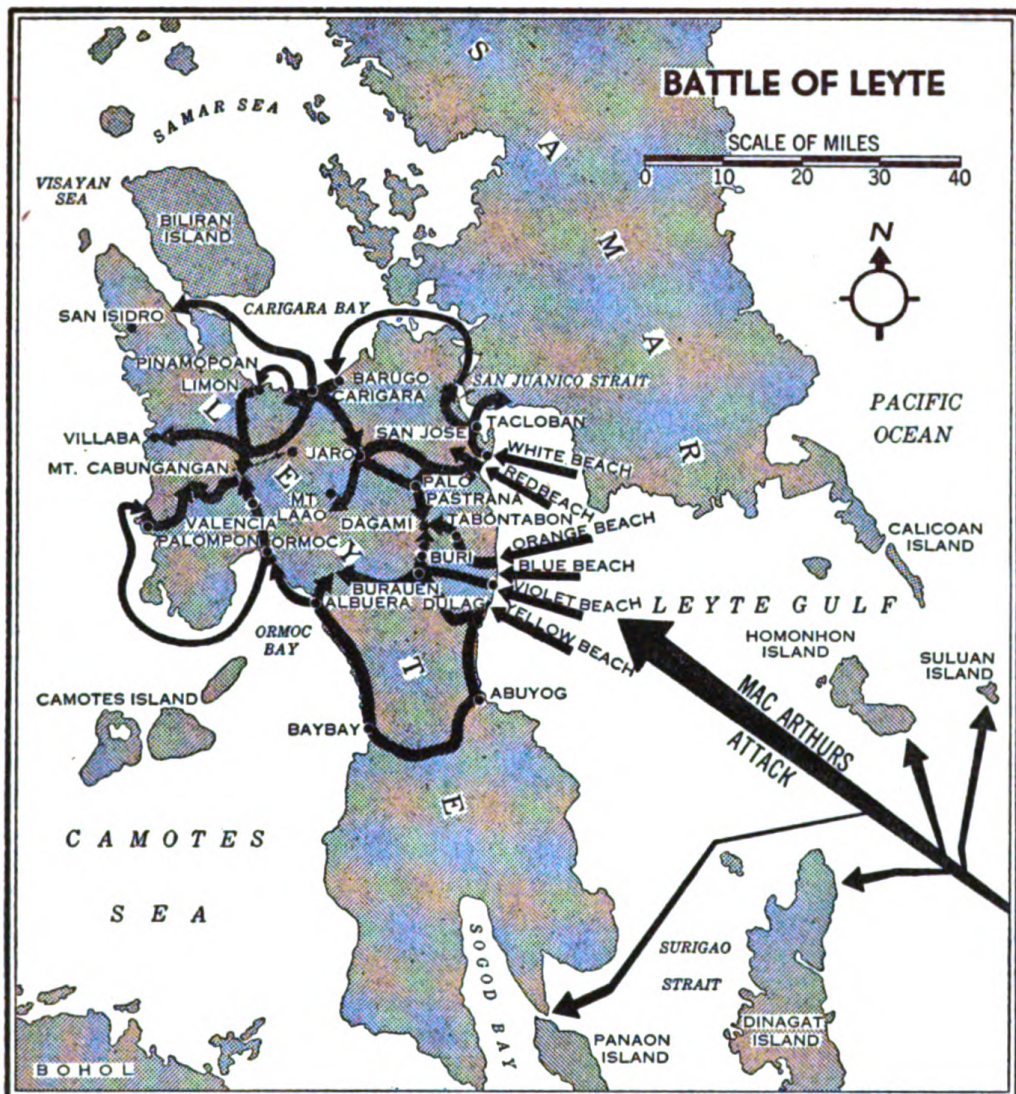 BATTLE OF LEYTE
SCALE OF MILES
0 10 20 30 40
N
SAMAR SEA
VISAYAN
SEA
BILIRAN
ISLAND
SAMAR
SAN ISIDRO
CARIGARA BAY
PINAMOPOAN
LIMON
BARUGO
CARIGARA
SAN JUANICO STRAIT
PACIFIC
OCEAN
TACLOBAN
VILLABA
SAN JOSE
JARO
WHITE BEACH
MT. CABUNGANGAN
RED BEACH
PALO
PASTRANA
MT.
LAAO
VALENCIA
DAGAMI
TABONTABON
ORANGE BEACH
PALOMPON
ORMOC
BURI
BLUE BEACH
CALICOAN
ISLAND
BURAUEN
VIOLET BEACH
ALBUERA
DULAG
YELLOW BEACH
LEYTE GULF
ORMOC
BAY
HOMONHON
ISLAND
SULUAN
ISLAND
LEYTE
CAMOTES ISLAND
ABUYOG
BAYBAY
MAC ARTHURS
ATTACK
CAMOTES
SEA
SOGOD BAY
SURIGAO
STRAIT
DINAGAT
ISLAND
PANAON
ISLAND
BOHOL